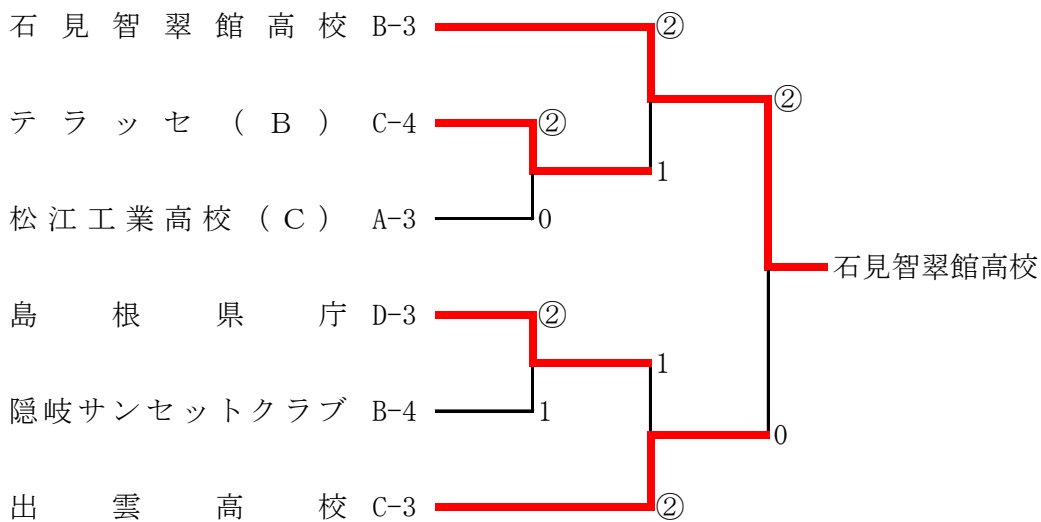 石見智翠館高校 B-3 ②
②
テラッセ(B) C-4 ②
1
松江工業高校(C) A-3 0
石見智翠館高校
島根県庁 D-3 ②
1
隠岐サンセットクラブ B-4 1
0
出雲高校 C-3 ②